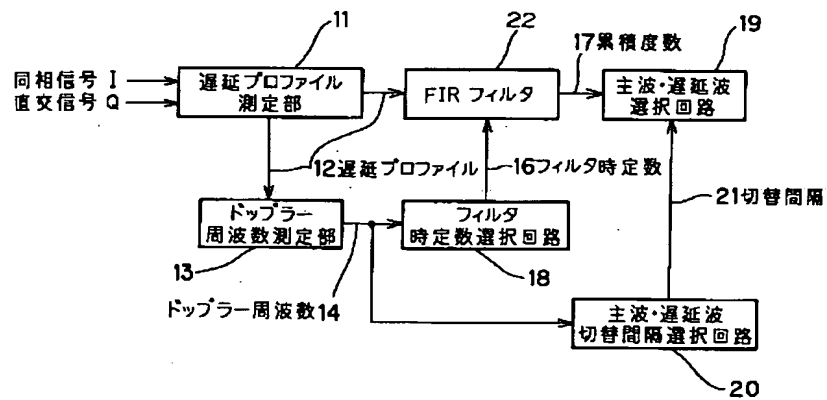 11
22
17累積度数
19
同相信号 I
直交信号 Q
遅延プロファイル
測定部
FIR フィルタ
主波・遅延波
選択回路
12遅延プロファイル
16フィルタ時定数
21切替間隔
ドップラー
周波数測定部
フィルタ
時定数選択回路
13
18
ドップラー周波数14
主波・遅延波
切替間隔選択回路
20